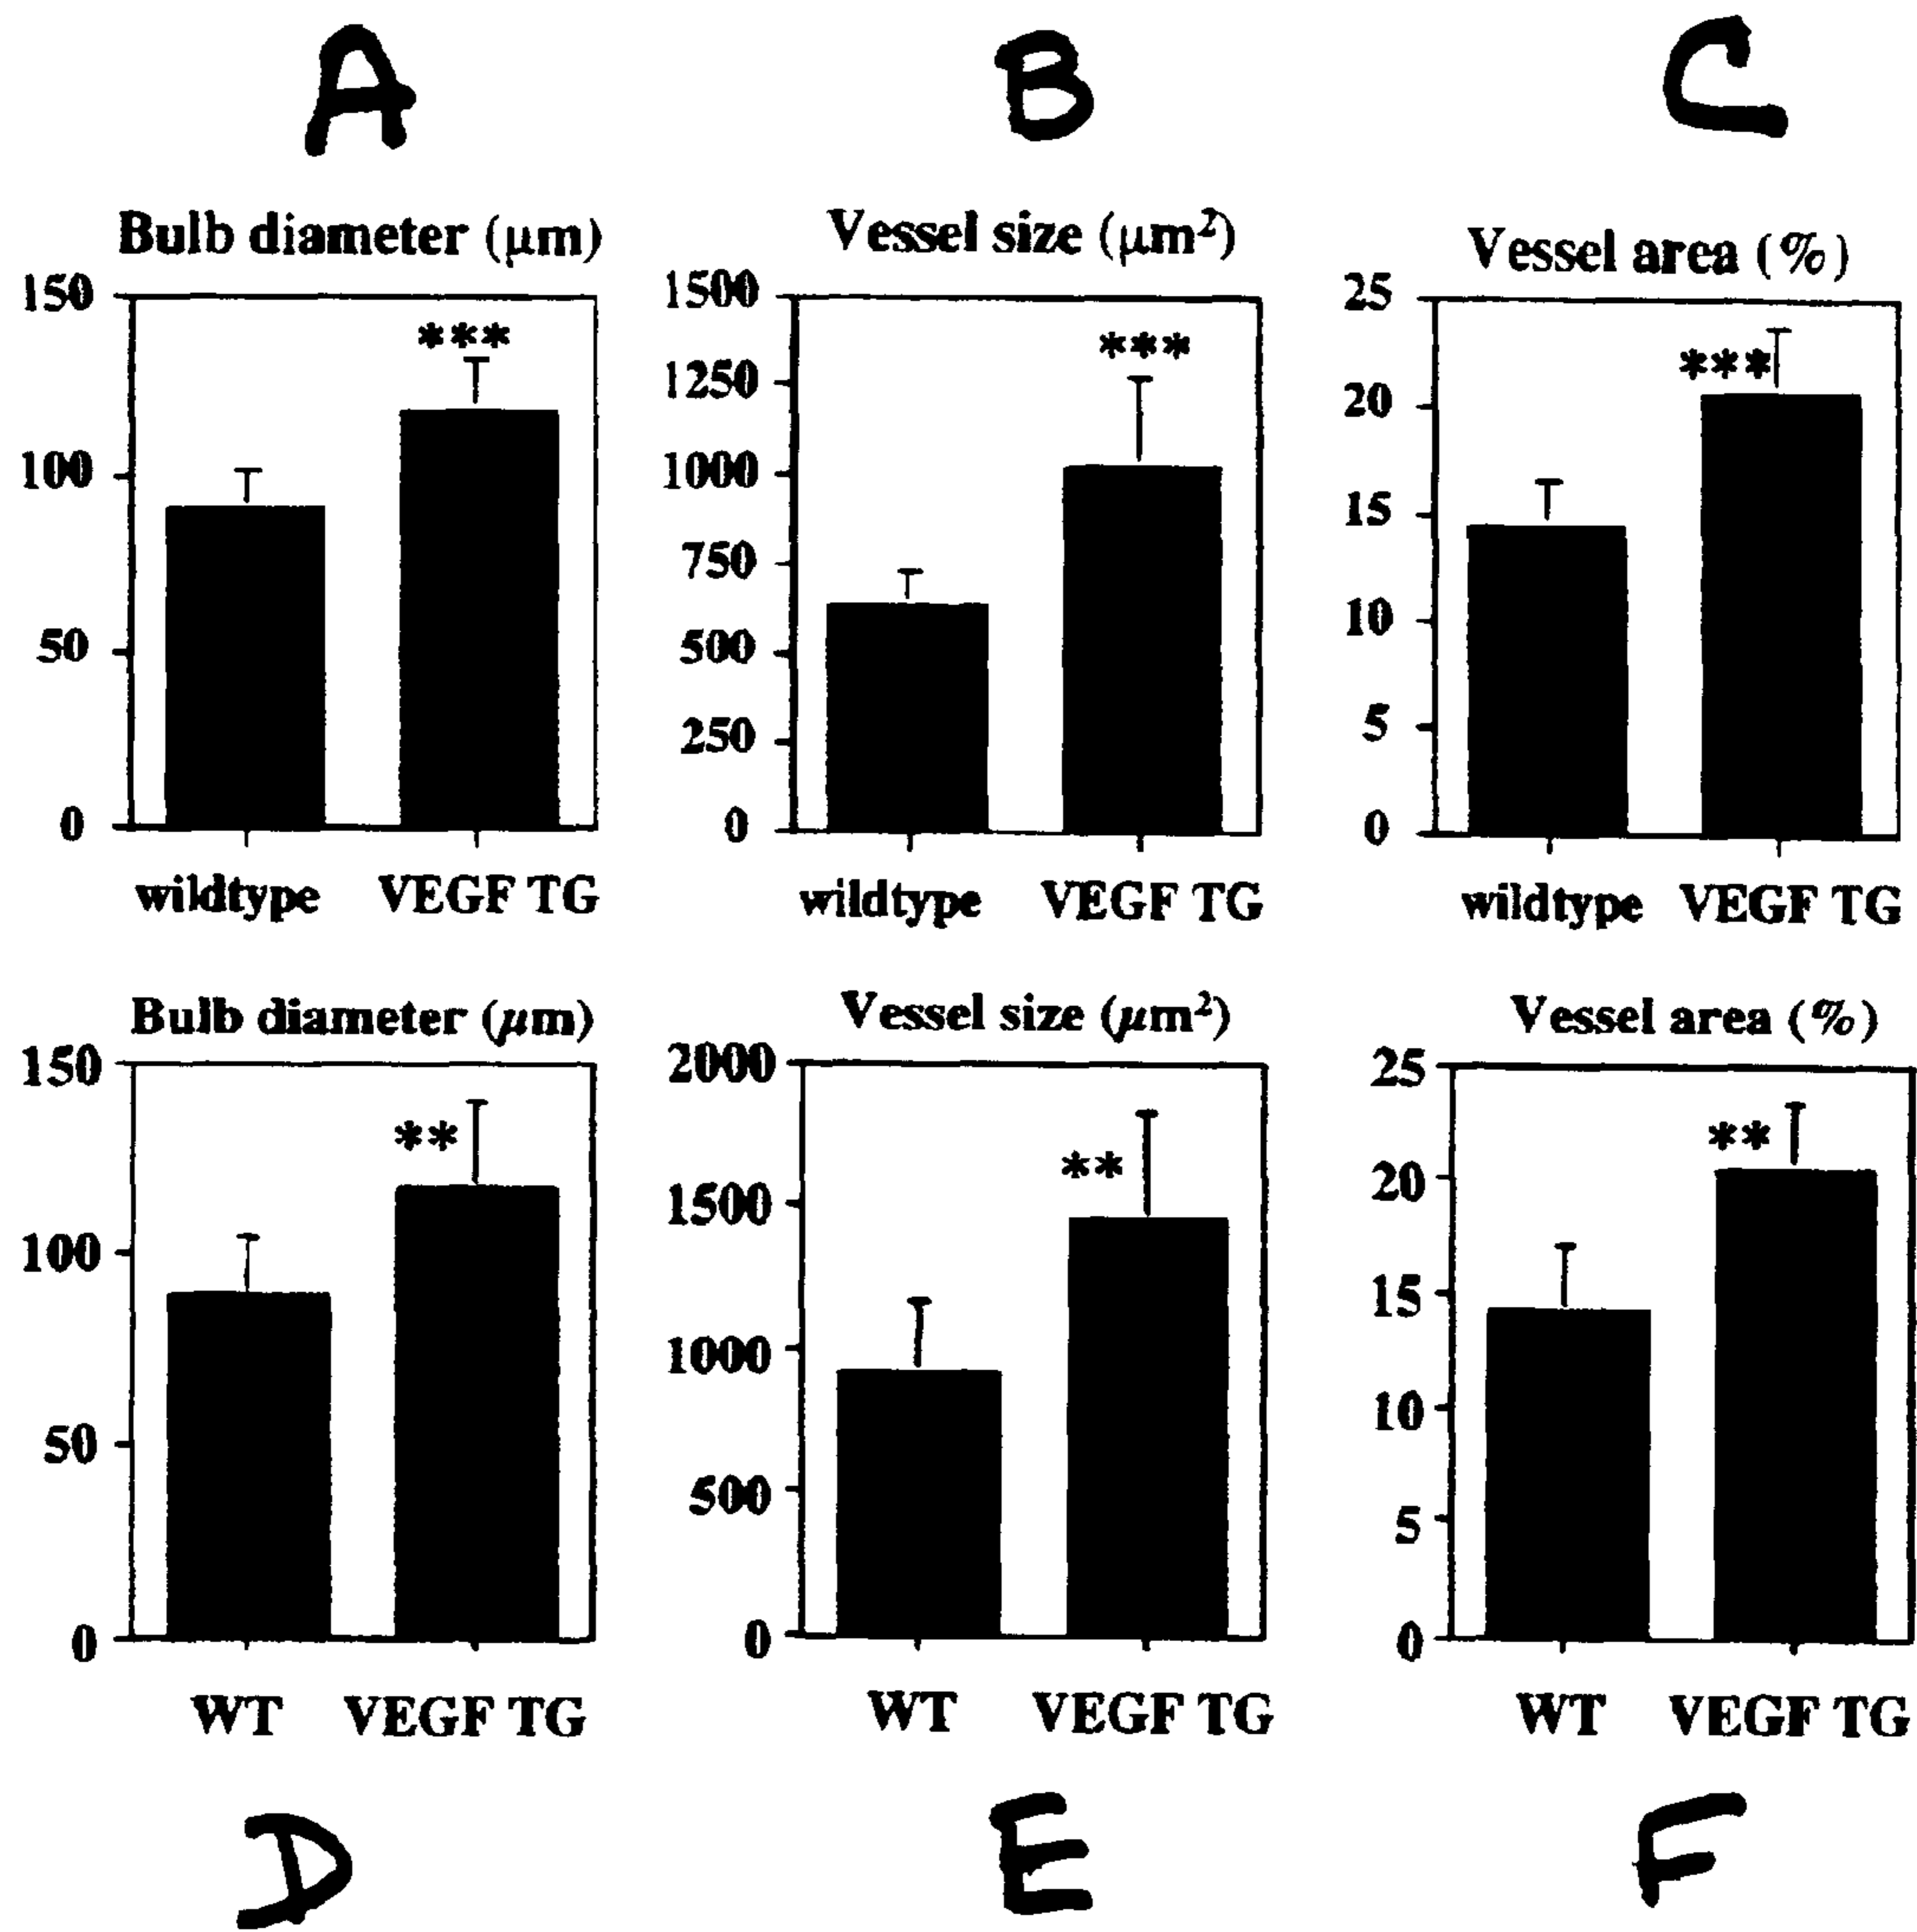 A
B
C
Bulb diameter (μm)
150
100
50
0
***
wildtype VEGF TG
Vessel size (μm²)
1500
1250
1000
750
500
250
0
***
wildtype VEGF TG
Vessel area (%)
25
20
15
10
5
0
***
wildtype VEGF TG
Bulb diameter (μm)
150
100
50
0
**
WT VEGF TG
Vessel size (μm²)
2000
1500
1000
500
0
**
WT VEGF TG
Vessel area (%)
25
20
15
10
5
0
**
WT VEGF TG
D
E
F